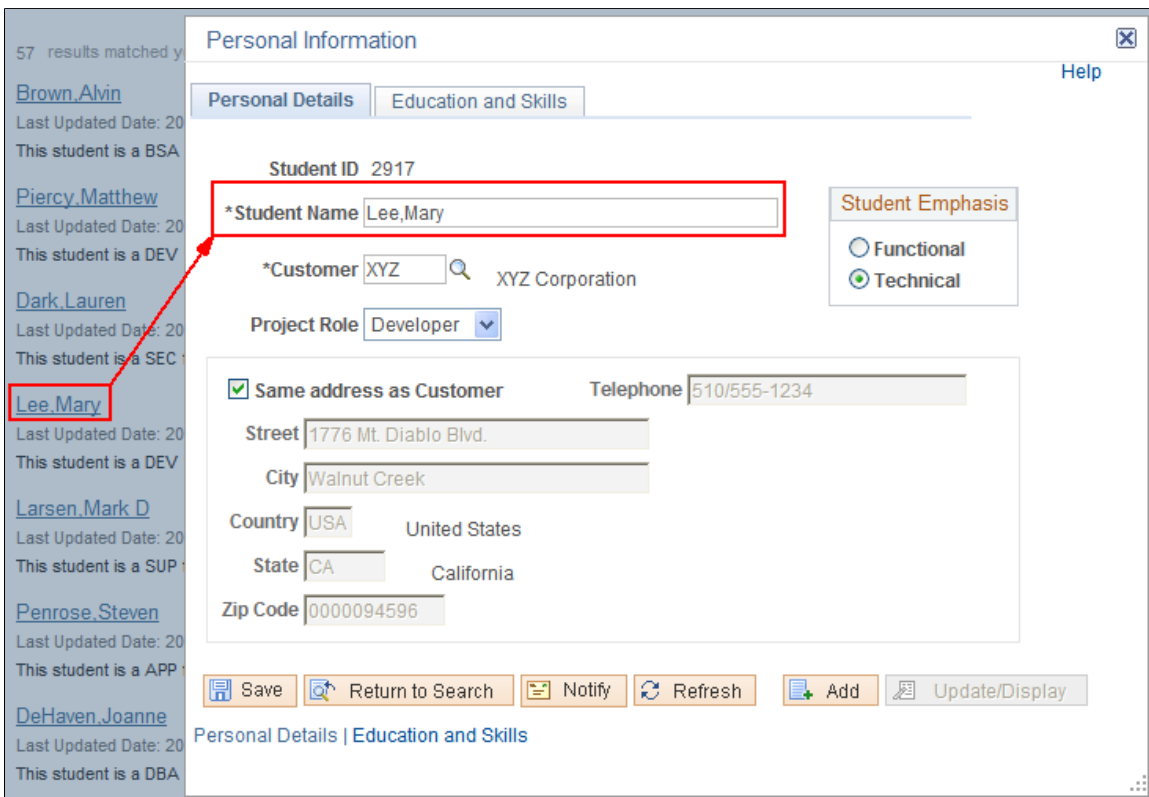 57 results matched y
Brown,Alvin
Last Updated Date: 20
This student is a BSA
Piercy,Matthew
Last Updated Date: 20
This student is a DEV
Dark,Lauren
Last Updated Date: 20
This student is a SEC
Lee,Mary
Last Updated Date: 20
This student is a DEV
Larsen,Mark D
Last Updated Date: 20
This student is a SUP
Penrose,Steven
Last Updated Date: 20
This student is a APP
DeHaven,Joanne
Last Updated Date: 20
This student is a DBA
Personal Information
Help
Personal Details Education and Skills
Student ID 2917
*Student Name Lee,Mary
*Customer XYZ XYZ Corporation
Project Role Developer
Student Emphasis
Functional
Technical
Same address as Customer Telephone 510/555-1234
Street 1776 Mt. Diablo Blvd.
City Walnut Creek
Country USA United States
State CA California
Zip Code 0000094596
Save Return to Search Notify Refresh Add Update/Display
Personal Details | Education and Skills